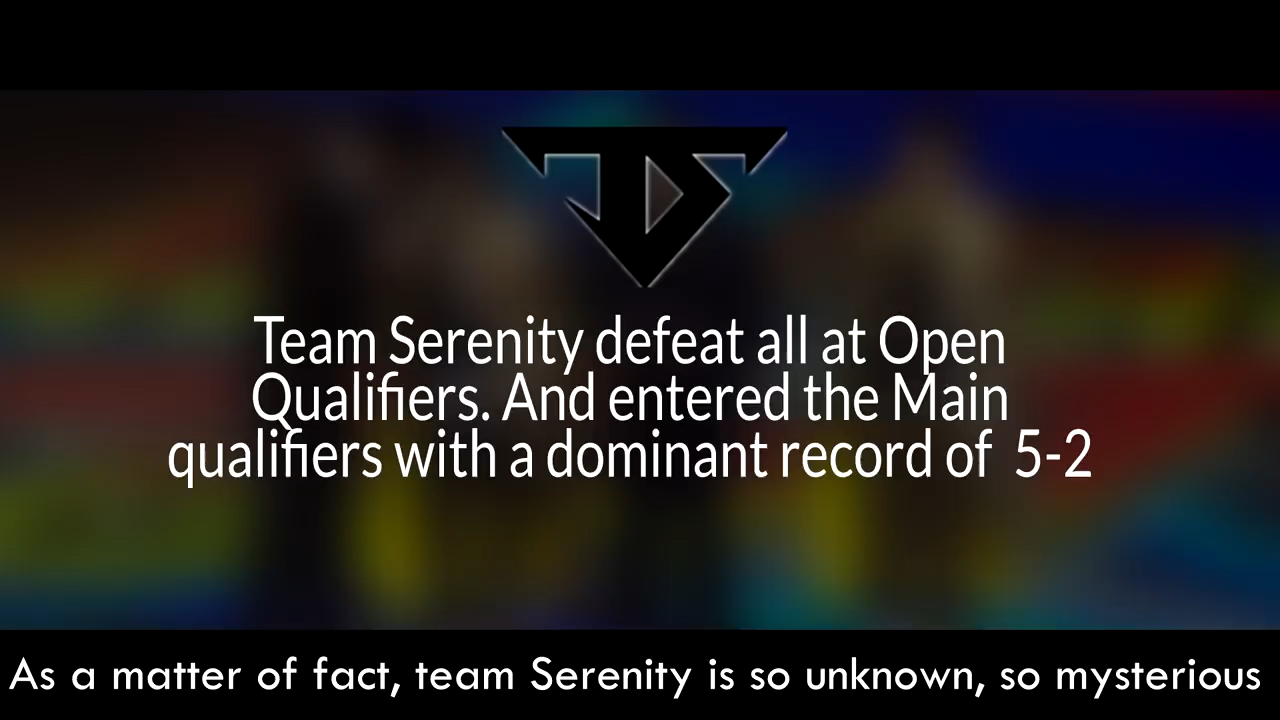 Team Serenity defeat all at Open
Qualifiers. And entered the Main
qualifiers with a dominant record of  5-2
As a matter of fact, team Serenity is so unknown, so mysterious